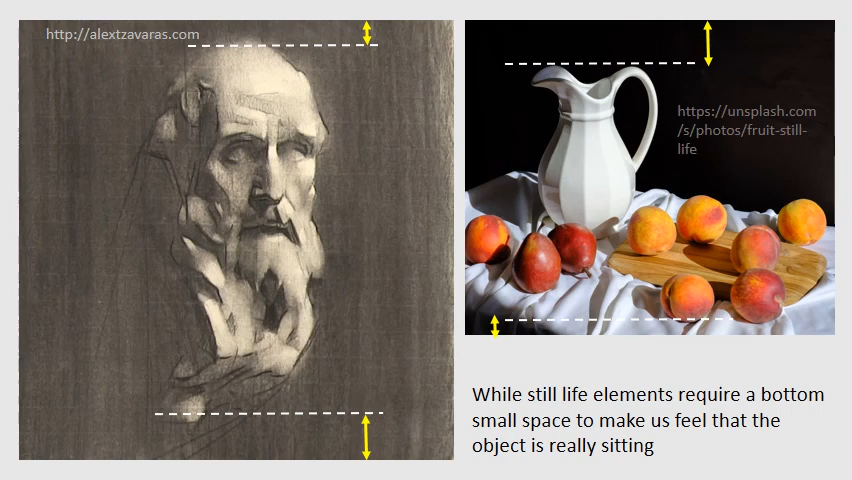 http://alextzavaras.com
https://unsplash.com
/s/photos/fruit-still-
life
While still life elements require a bottom
small space to make us feel that the
object is really sitting